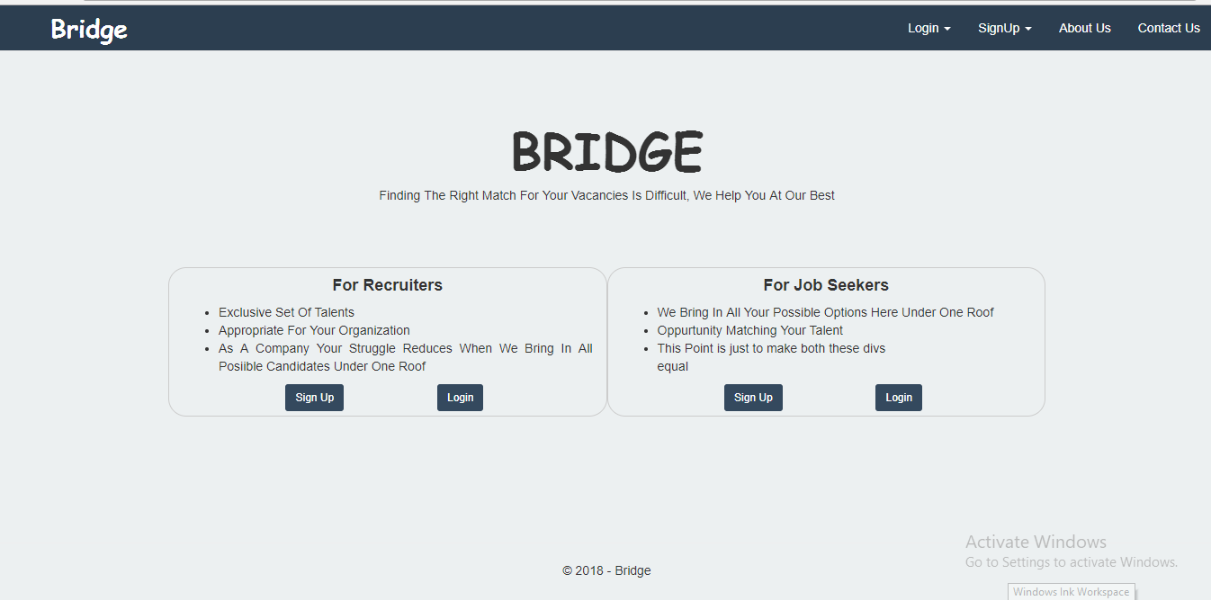 Bridge
Login SignUp About Us Contact Us
BRIDGE
Finding The Right Match For Your Vacancies Is Difficult, We Help You At Our Best
For Recruiters
Exclusive Set Of Talents
Appropriate For Your Organization
As A Company Your Struggle Reduces When We Bring In All
Posiible Candidates Under One Roof
Sign Up Login
For Job Seekers
We Bring In All Your Possible Options Here Under One Roof
Oppurtunity Matching Your Talent
This Point is just to make both these divs
equal
Sign Up Login
© 2018 - Bridge
Activate Windows
Go to Settings to activate Windows.
Windows Ink Workspace